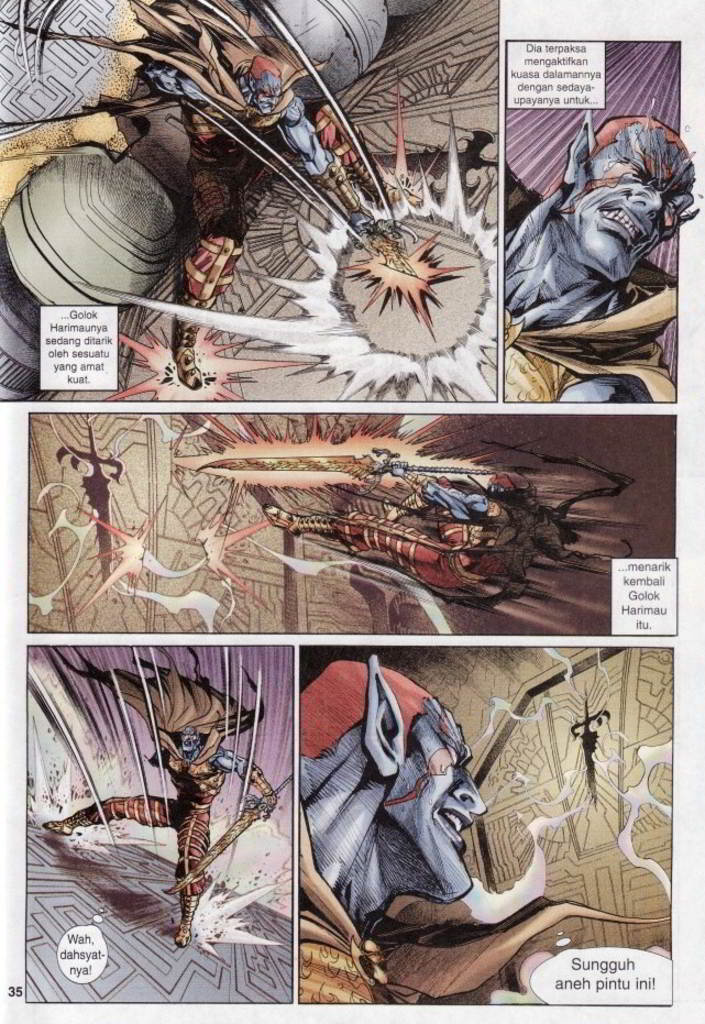 ...Golok
Harimaunya
sedang ditarik
oleh sesuatu
yang amat
kuat.
Dia terpaksa
mengaktifkan
kuasa dalamannya
dengan sedaya-
upayanya untuk...
...menarik
kembali
Golok
Harimau
itu.
Wah,
dahsyat-
nya!
Sungguh
aneh pintu ini!
35